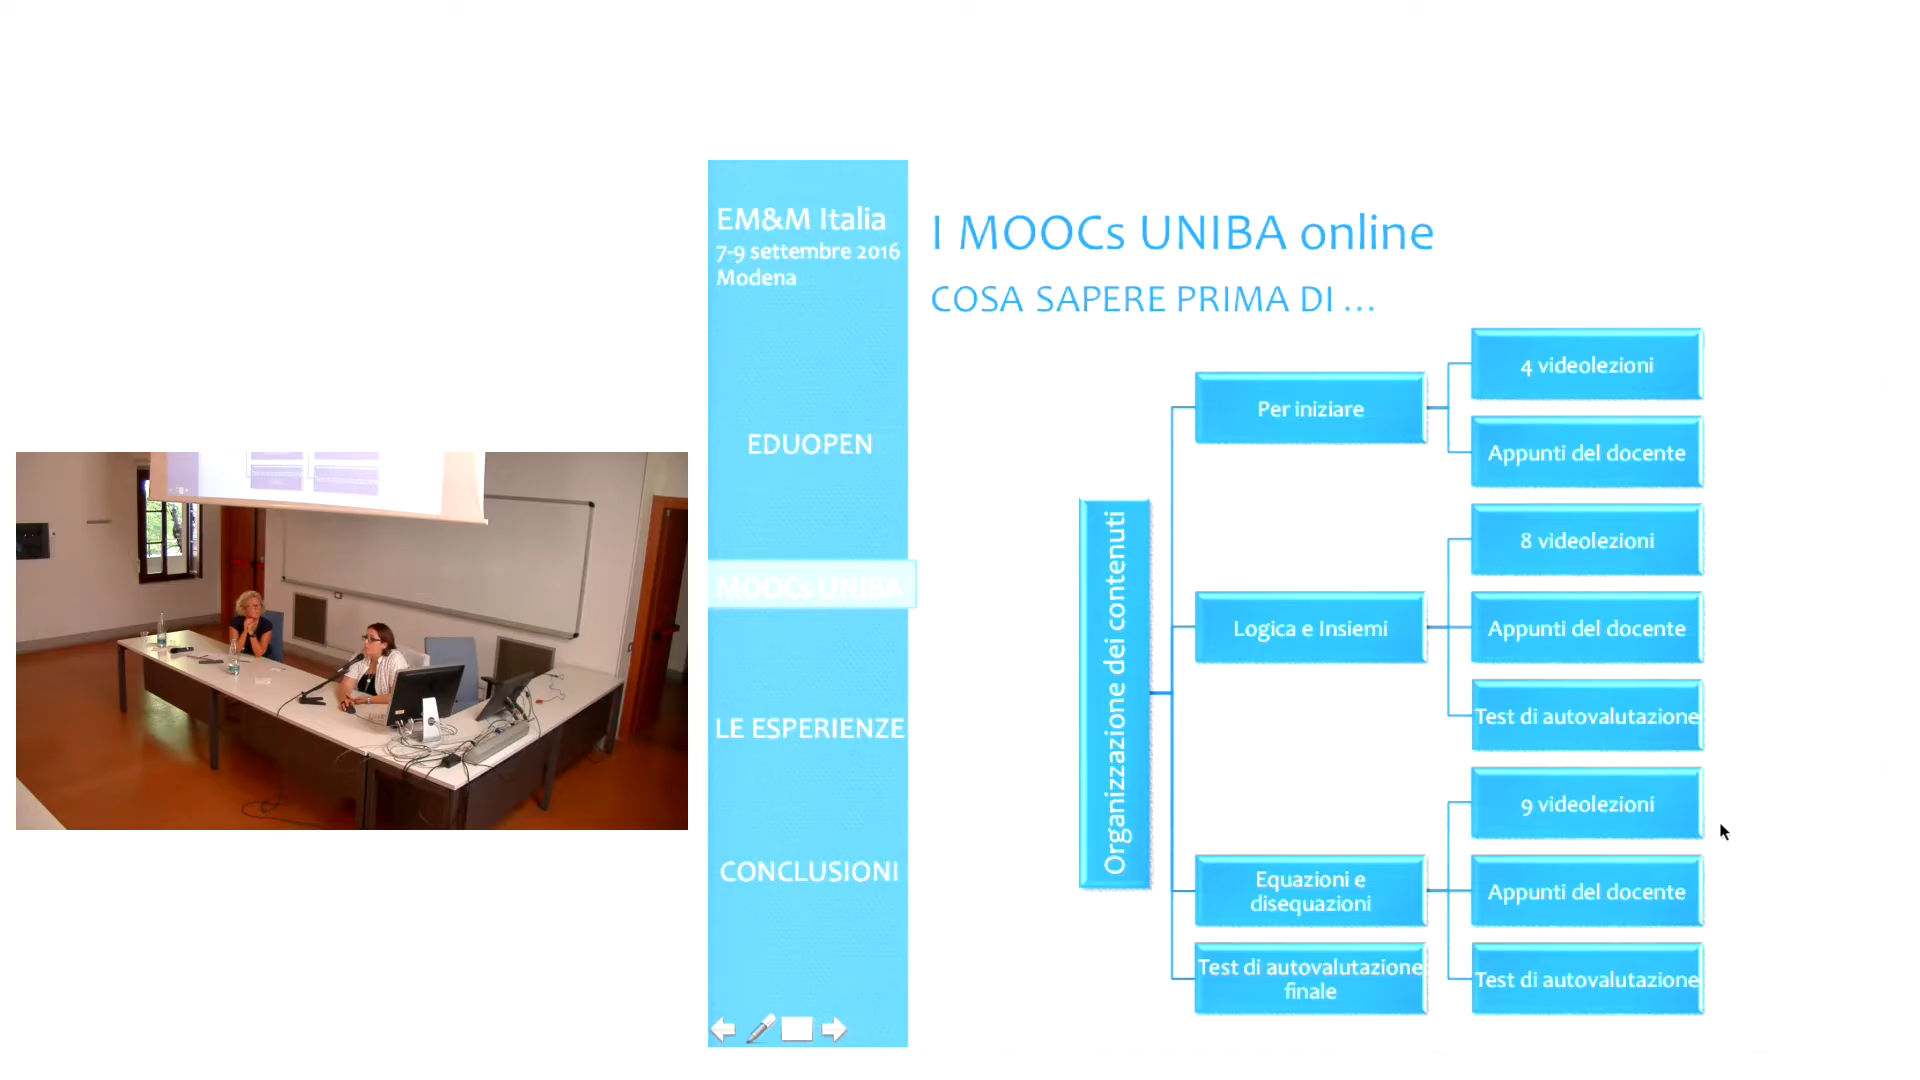 EM&M Italia
7-9 settembre 2016
Modena
EDUOPEN
MOOCs UNIBA
LE ESPERIENZE
CONCLUSIONI
I MOOCs UNIBA online
COSA SAPERE PRIMA DI ...
Organizzazione dei contenuti
Per iniziare
4 videolezioni
Appunti del docente
Logica e Insiemi
8 videolezioni
Appunti del docente
Test di autovalutazione
Equazioni e
disequazioni
9 videolezioni
Appunti del docente
Test di autovalutazione
Test di autovalutazione
finale